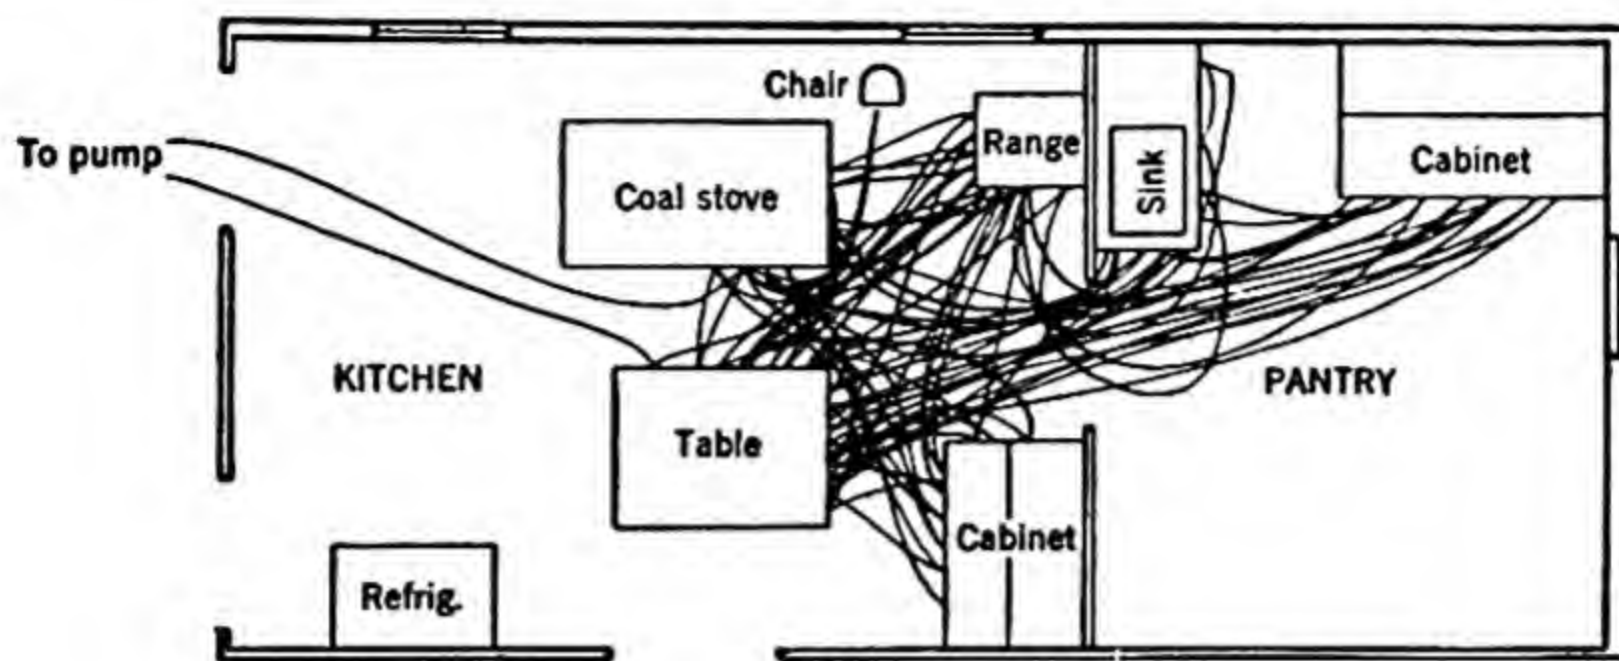 Chair
To pump
Range
Sink
Cabinet
Coal stove
KITCHEN
PANTRY
Table
Cabinet
Refrig.